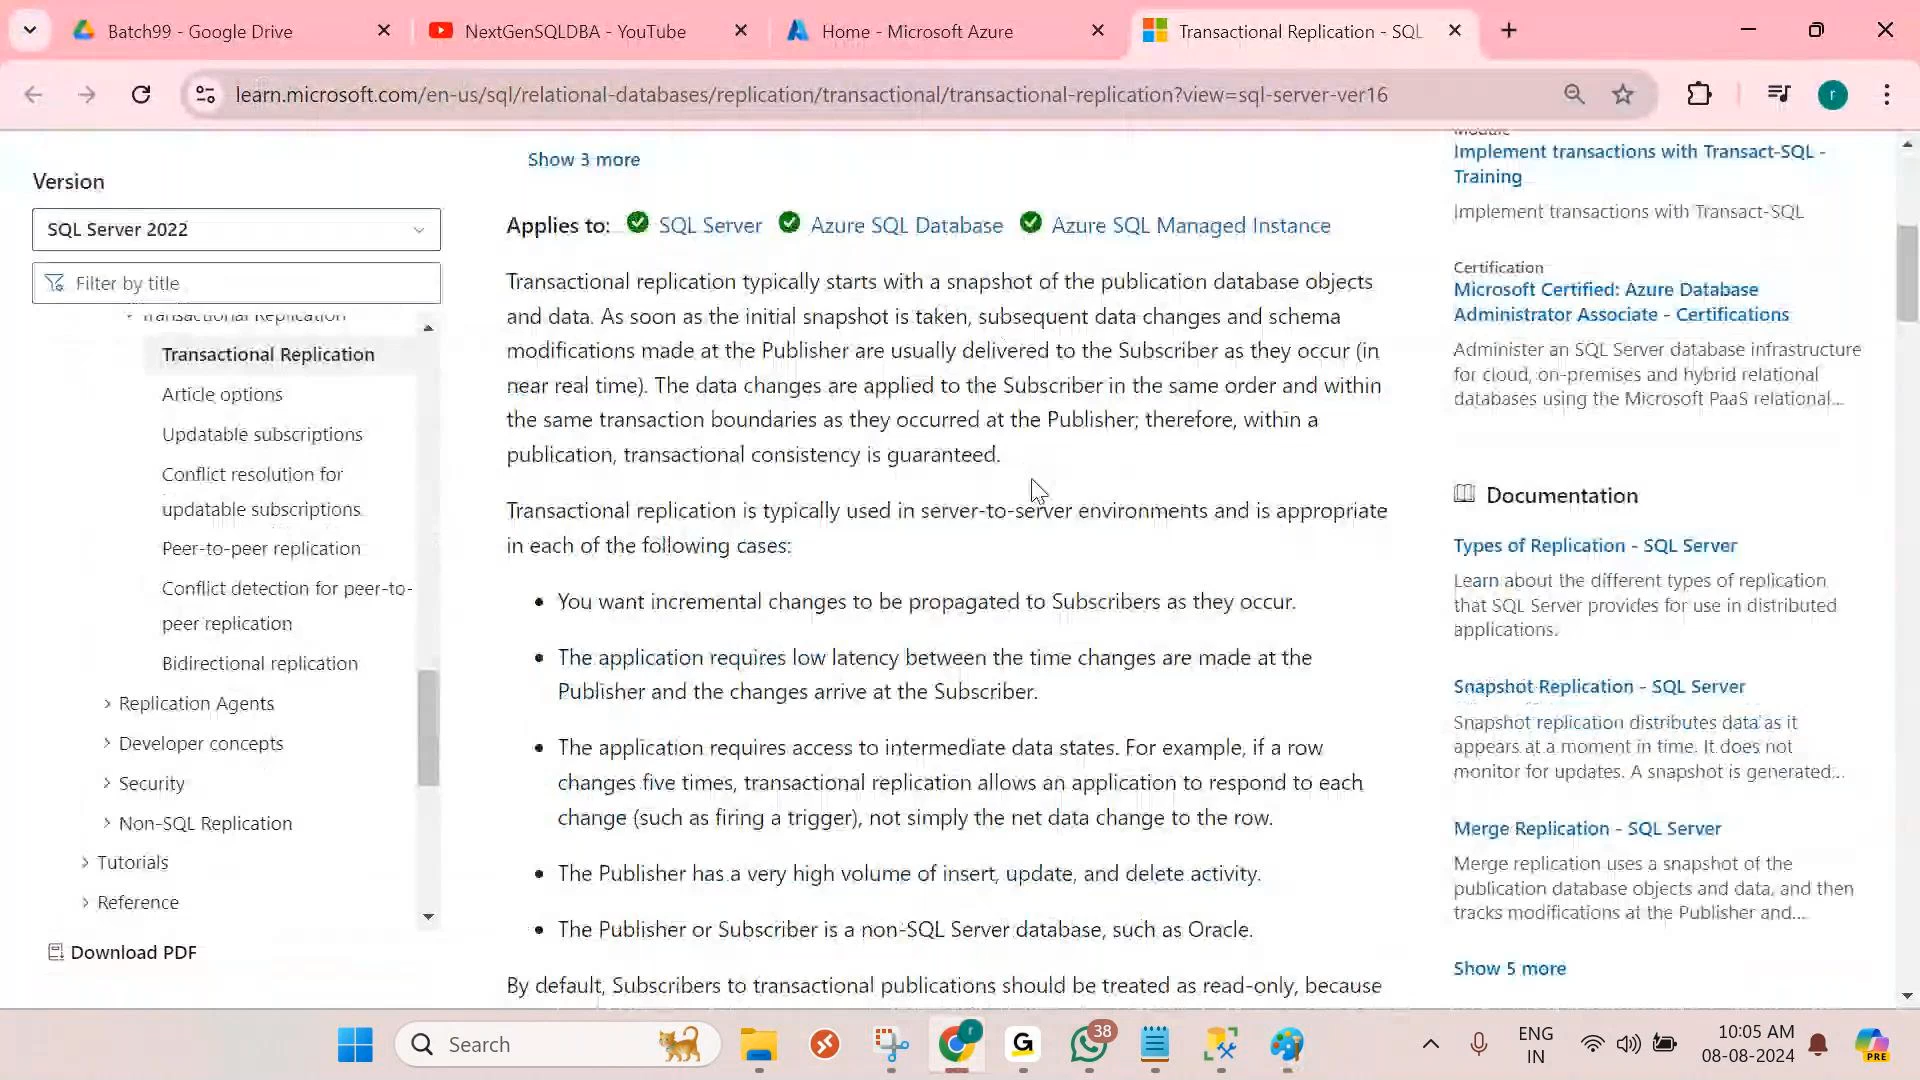 Batch99 - Google Drive
NextGenSQLDBA - YouTube
Home - Microsoft Azure
Transactional Replication - SQL
learn.microsoft.com/en-us/sql/relational-databases/replication/transactional/transactional-replication?view=sql-server-ver16
r
Version
SQL Server 2022
Filter by title
Transactional Replication
Transactional Replication
Article options
Updatable subscriptions
Conflict resolution for
updatable subscriptions
Peer-to-peer replication
Conflict detection for peer-to-
peer replication
Bidirectional replication
Replication Agents
Developer concepts
Security
Non-SQL Replication
Tutorials
Reference
Download PDF
Show 3 more
Applies to: SQL Server Azure SQL Database Azure SQL Managed Instance
Transactional replication typically starts with a snapshot of the publication database objects
and data. As soon as the initial snapshot is taken, subsequent data changes and schema
modifications made at the Publisher are usually delivered to the Subscriber as they occur (in
near real time). The data changes are applied to the Subscriber in the same order and within
the same transaction boundaries as they occurred at the Publisher; therefore, within a
publication, transactional consistency is guaranteed.
Transactional replication is typically used in server-to-server environments and is appropriate
in each of the following cases:
• You want incremental changes to be propagated to Subscribers as they occur.
• The application requires low latency between the time changes are made at the
Publisher and the changes arrive at the Subscriber.
• The application requires access to intermediate data states. For example, if a row
changes five times, transactional replication allows an application to respond to each
change (such as firing a trigger), not simply the net data change to the row.
• The Publisher has a very high volume of insert, update, and delete activity.
• The Publisher or Subscriber is a non-SQL Server database, such as Oracle.
By default, Subscribers to transactional publications should be treated as read-only, because
Module
Implement transactions with Transact-SQL -
Training
Implement transactions with Transact-SQL
Certification
Microsoft Certified: Azure Database
Administrator Associate - Certifications
Administer an SQL Server database infrastructure
for cloud, on-premises and hybrid relational
databases using the Microsoft PaaS relational...
Documentation
Types of Replication - SQL Server
Learn about the different types of replication
that SQL Server provides for use in distributed
applications.
Snapshot Replication - SQL Server
Snapshot replication distributes data as it
appears at a moment in time. It does not
monitor for updates. A snapshot is generated...
Merge Replication - SQL Server
Merge replication uses a snapshot of the
publication database objects and data, and then
tracks modifications at the Publisher and...
Show 5 more
Search
r
G
38
ENG
IN
10:05 AM
08-08-2024
PRE